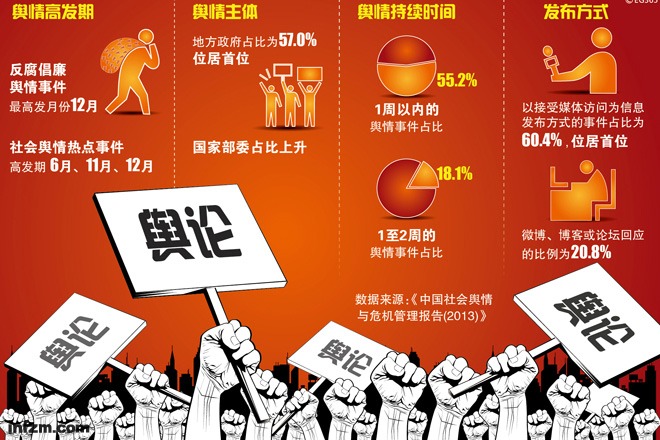 舆情高发期
反腐倡廉
舆情事件
最高发月份12月
社会舆情热点事件
高发期 6月、11月、12月
舆情主体
地方政府占比为57.0%
位居首位
国家部委占比上升
舆情持续时间
55.2%
1周以内的
舆情事件占比
18.1%
1至2周的
舆情事件占比
发布方式
以接受媒体访问为信息
发布方式的事件占比为
60.4%,位居首位
微博、博客或论坛回应
的比例为20.8%
数据来源:《中国社会舆情
与危机管理报告(2013)》
舆论
舆论
舆论
舆论
infzm.com